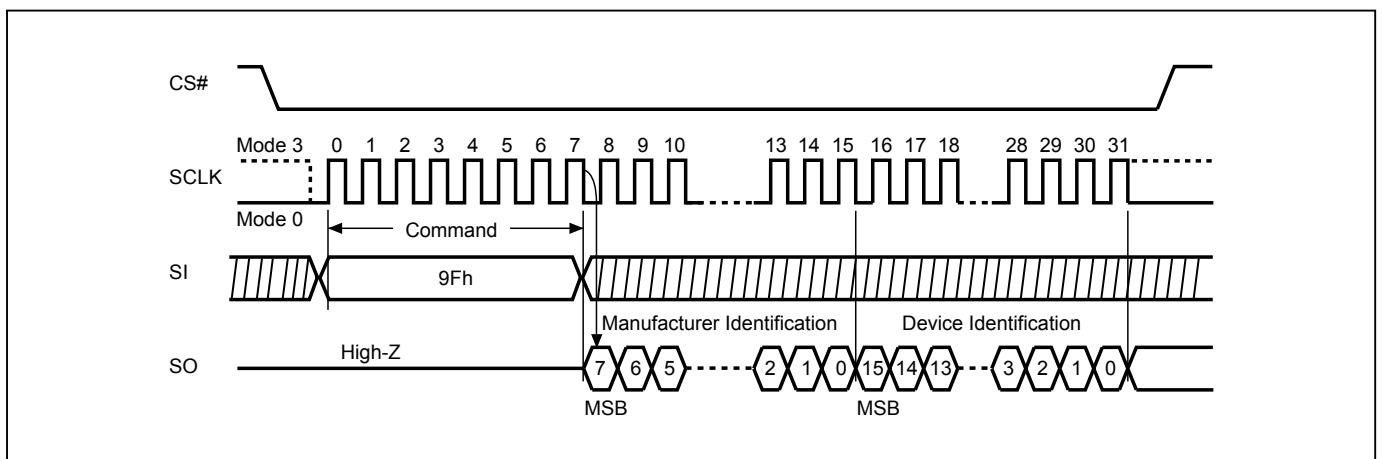 CS#
Mode 3 0 1 2 3 4 5 6 7 8 9 10 13 14 15 16 17 18 28 29 30 31
SCLK
Mode 0
Command
SI
9Fh
Manufacturer Identification Device Identification
High-Z
SO
7 6 5 2 1 0 15 14 13 3 2 1 0
MSB MSB